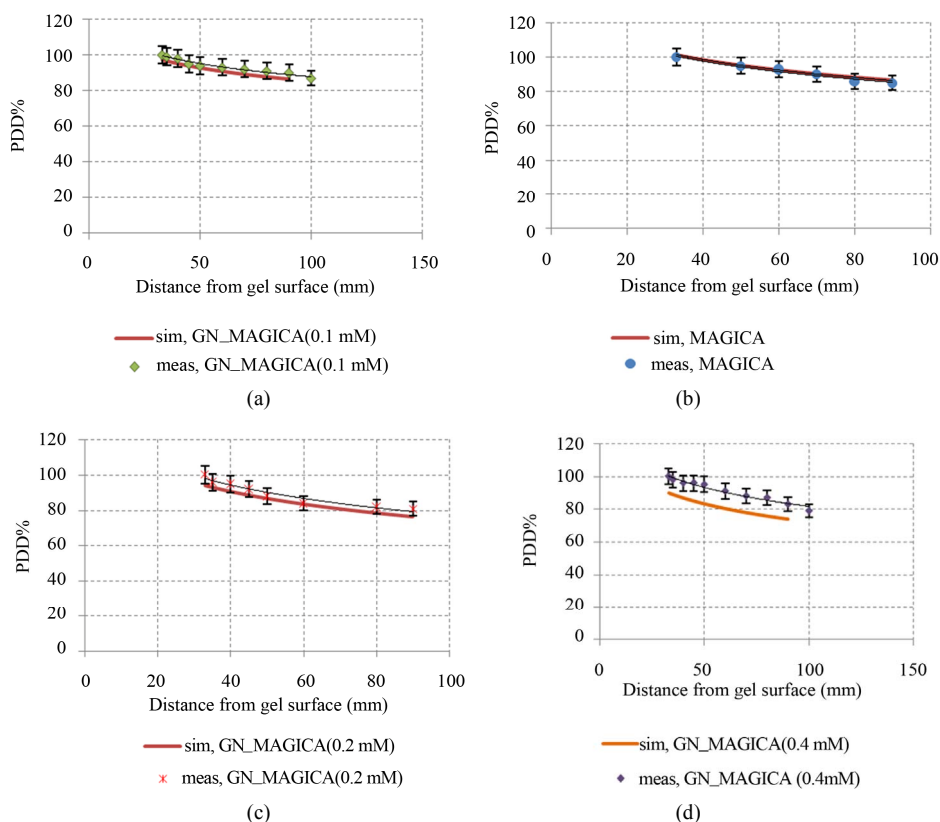 120
100
80
60
40
20
0
PDD%
0
50
100
150
Distance from gel surface (mm)
sim, GN_MAGICA(0.1 mM)
meas, GN_MAGICA(0.1 mM)
(a)
120
100
80
60
40
20
0
PDD%
0
20
40
60
80
100
Distance from gel surface (mm)
sim, MAGICA
meas, MAGICA
(b)
120
100
80
60
40
20
0
PDD%
0
20
40
60
80
100
Distance from gel surface (mm)
sim, GN_MAGICA(0.2 mM)
meas, GN_MAGICA(0.2 mM)
(c)
120
100
80
60
40
20
0
PDD%
0
50
100
150
Distance from gel surface (mm)
sim, GN_MAGICA(0.4 mM)
meas, GN_MAGICA (0.4mM)
(d)